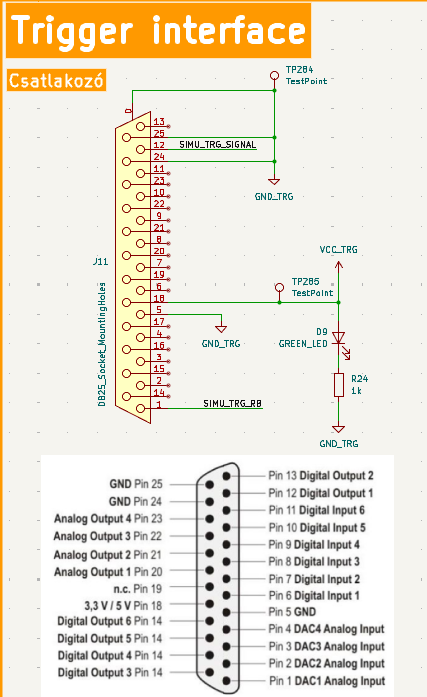 Trigger interface
Csatlakozó
TP284
TestPoint
0
13
25
12 SIMU_TRG_SIGNAL
24
11
23
10
22
9
21
8
20
7
19
6
18
5
17
4
16
3
15
2
14
1 SIMU_TRG_RB
GND_TRG
J11
DB25_Socket_MountingHoles
VCC_TRG
TP285
TestPoint
GND_TRG
D9
GREEN_LED
R24
1k
GND_TRG
GND Pin 25
GND Pin 24
Analog Output 4 Pin 23
Analog Output 3 Pin 22
Analog Output 2 Pin 21
Analog Output 1 Pin 20
n.c. Pin 19
3,3 V / 5 V Pin 18
Digital Output 6 Pin 14
Digital Output 5 Pin 14
Digital Output 4 Pin 14
Digital Output 3 Pin 14
Pin 13 Digital Output 2
Pin 12 Digital Output 1
Pin 11 Digital Input 6
Pin 10 Digital Input 5
Pin 9 Digital Input 4
Pin 8 Digital Input 3
Pin 7 Digital Input 2
Pin 6 Digital Input 1
Pin 5 GND
Pin 4 DAC4 Analog Input
Pin 3 DAC3 Analog Input
Pin 2 DAC2 Analog Input
Pin 1 DAC1 Analog Input